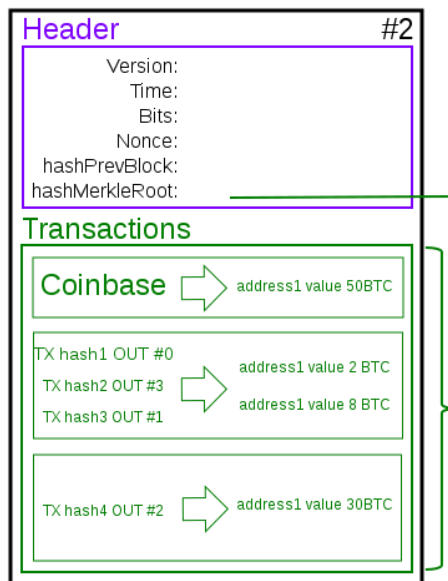 Header #2
Version:
Time:
Bits:
Nonce:
hashPrevBlock:
hashMerkleRoot:
Transactions
Coinbase address1 value 50BTC
TX hash1 OUT #0
TX hash2 OUT #3
TX hash3 OUT #1
address1 value 2 BTC
address1 value 8 BTC
TX hash4 OUT #2 address1 value 30BTC